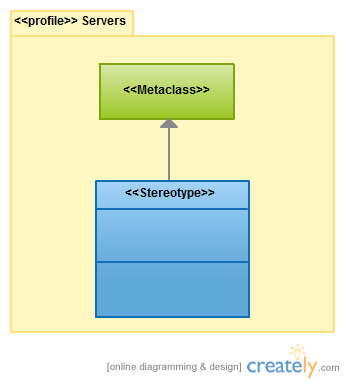 <<profile>> Servers
<<Metaclass>>
<<Stereotype>>
[online diagramming & design] creately.com